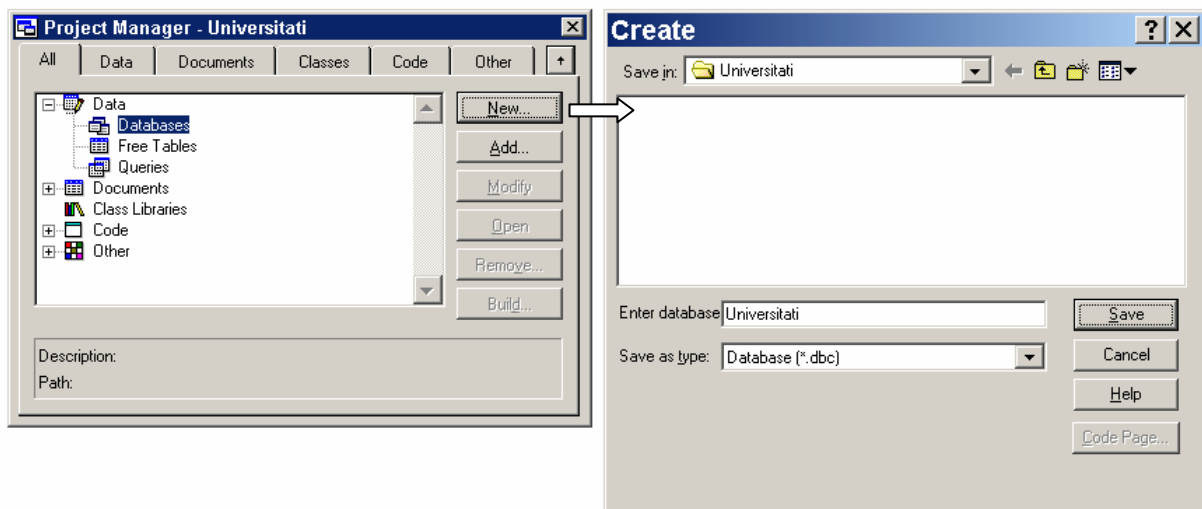 Project Manager - Universitati
All Data Documents Classes Code Other
Data
Databases
Free Tables
Queries
Documents
Class Libraries
Code
Other
New...
Add...
Modify
Open
Remove...
Build...
Description:
Path:
Create
Save in: Universitati
Enter database Universitati
Save as type: Database (*.dbc)
Save
Cancel
Help
Code Page...